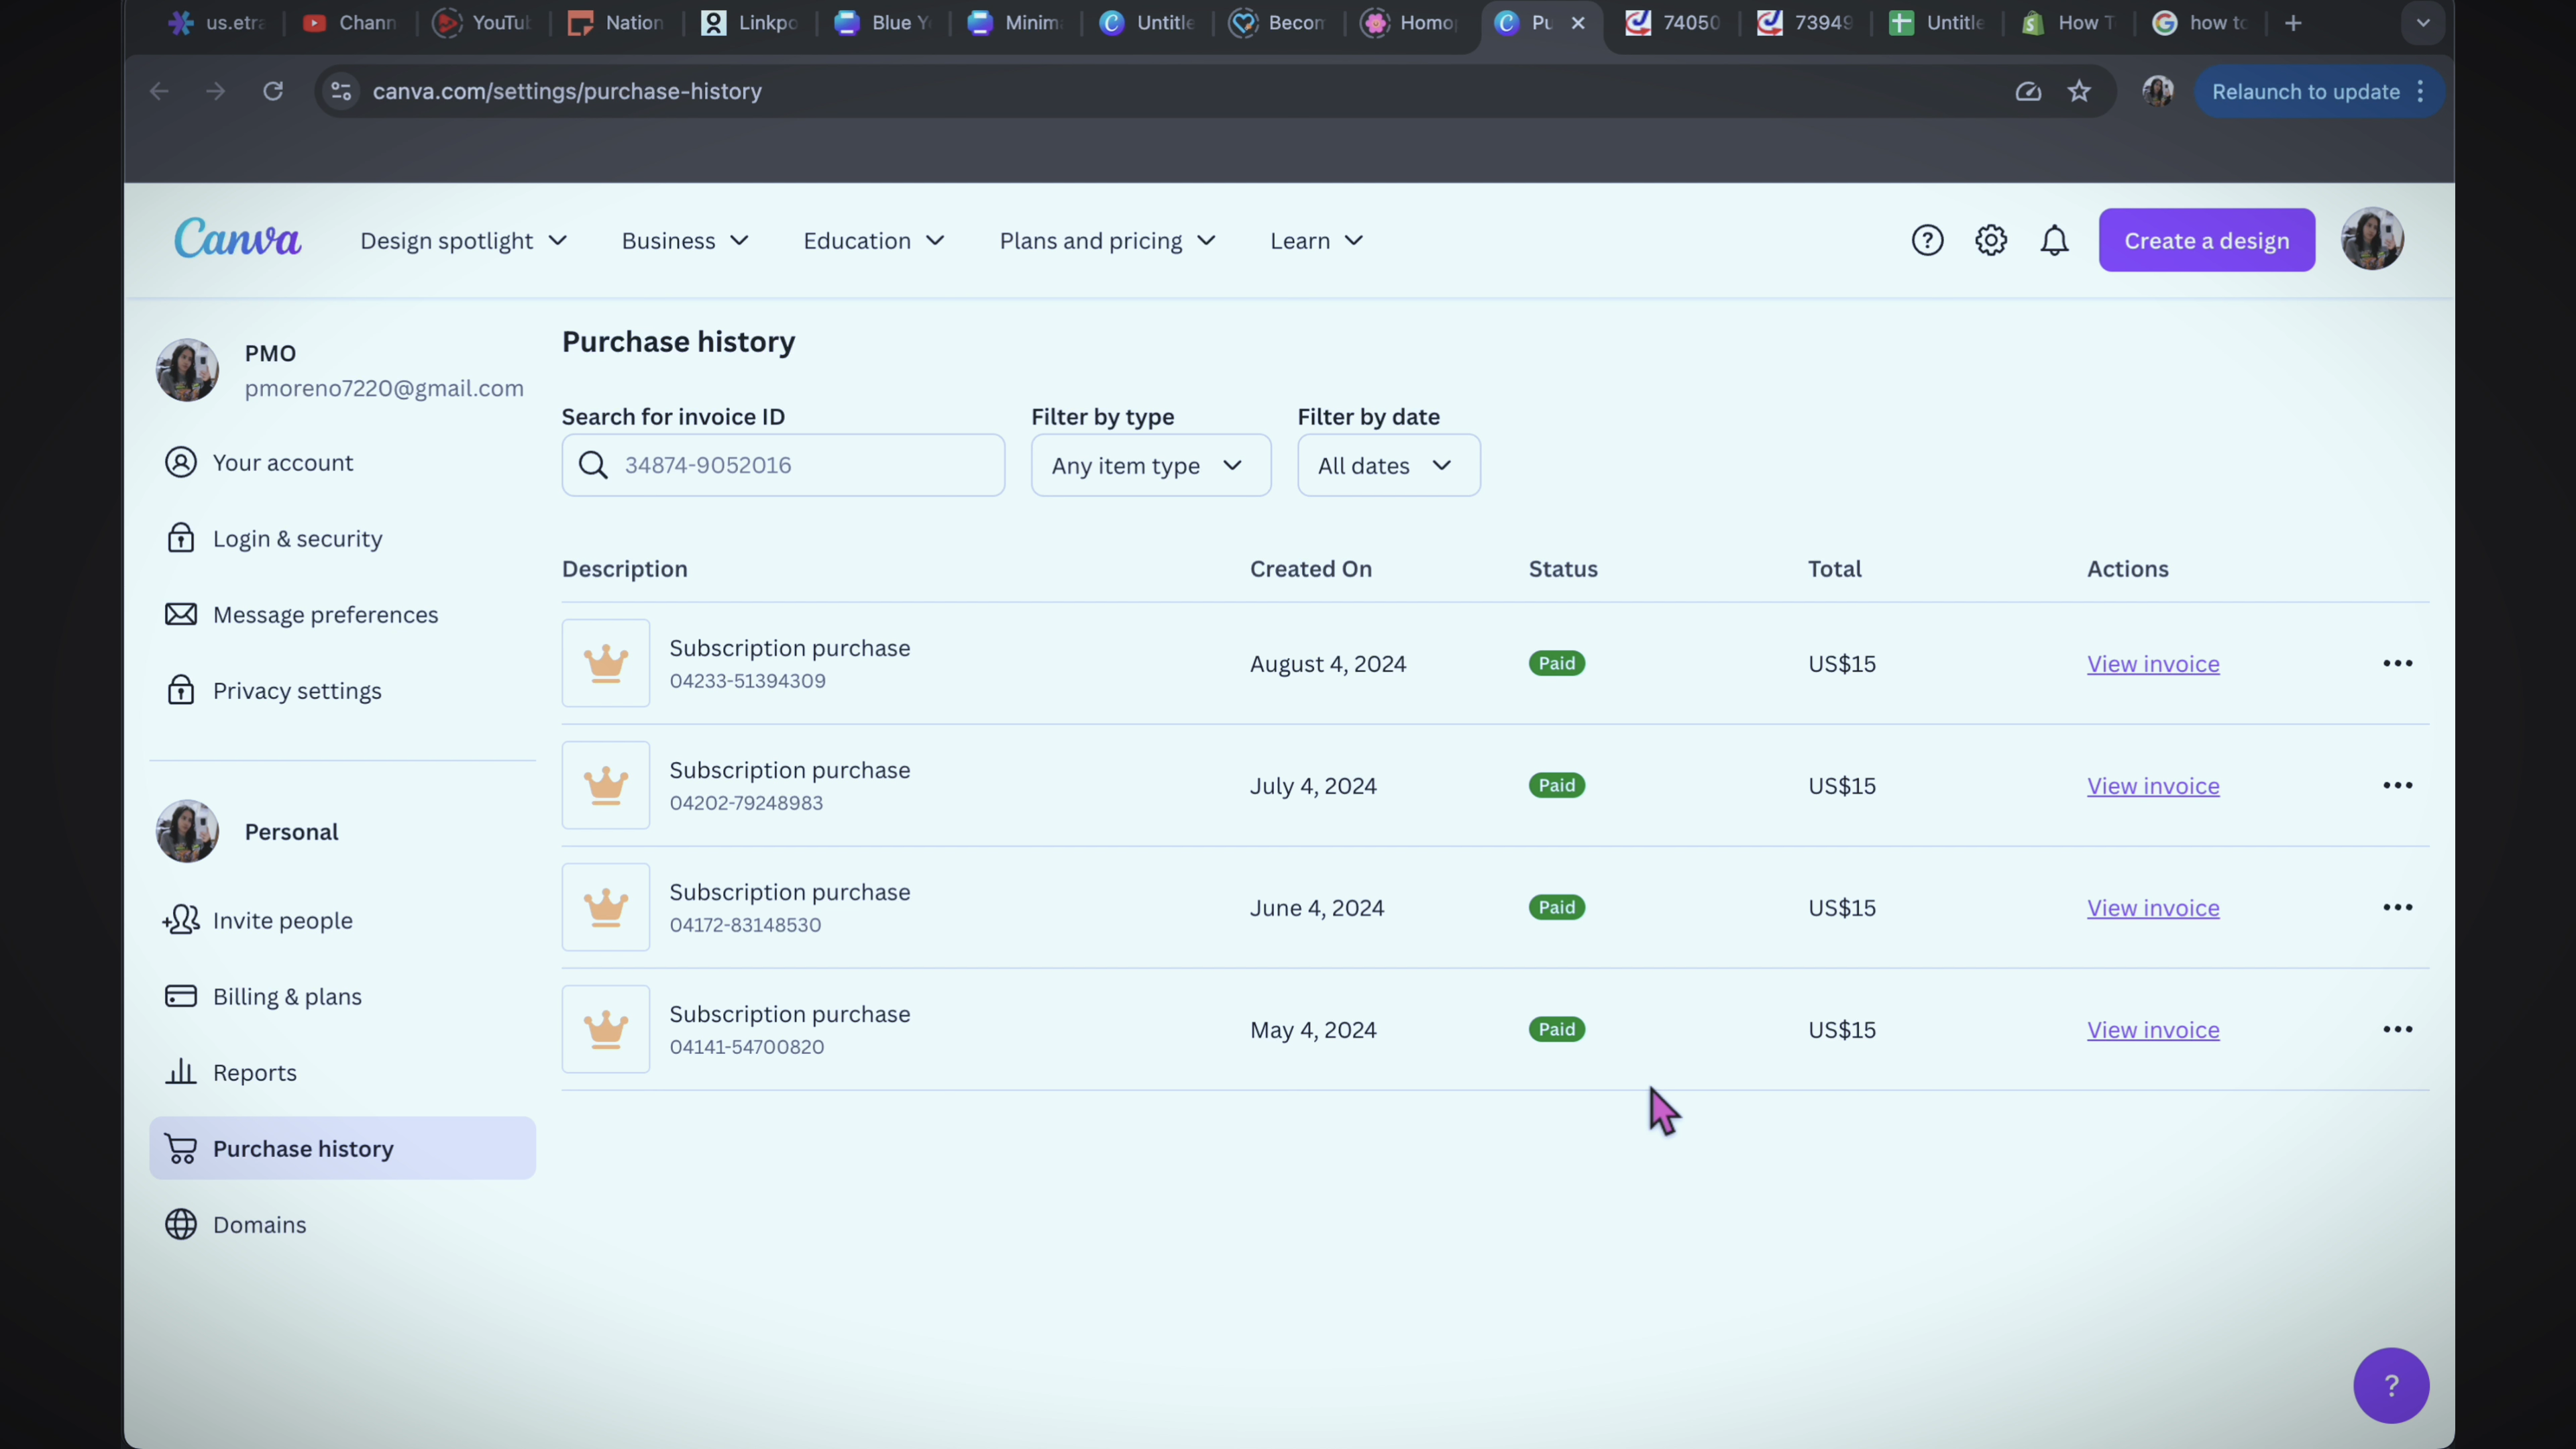 us.etra
Chann
YouTu
Nation
Linkpo
Blue Y
Minim
Untitle
Becom
Homo
Pu
74050
73949
Untitle
How T
how to
canva.com/settings/purchase-history
Relaunch to update
Canva
Design spotlight
Business
Education
Plans and pricing
Learn
Create a design
PMO
pmoreno7220@gmail.com
Your account
Login & security
Message preferences
Privacy settings
Personal
Invite people
Billing & plans
Reports
Purchase history
Domains
Purchase history
Search for invoice ID
34874-9052016
Filter by type
Any item type
Filter by date
All dates
Description Created On Status Total Actions
Subscription purchase
04233-51394309
August 4, 2024 Paid US$15 View invoice
Subscription purchase
04202-79248983
July 4, 2024 Paid US$15 View invoice
Subscription purchase
04172-83148530
June 4, 2024 Paid US$15 View invoice
Subscription purchase
04141-54700820
May 4, 2024 Paid US$15 View invoice
?